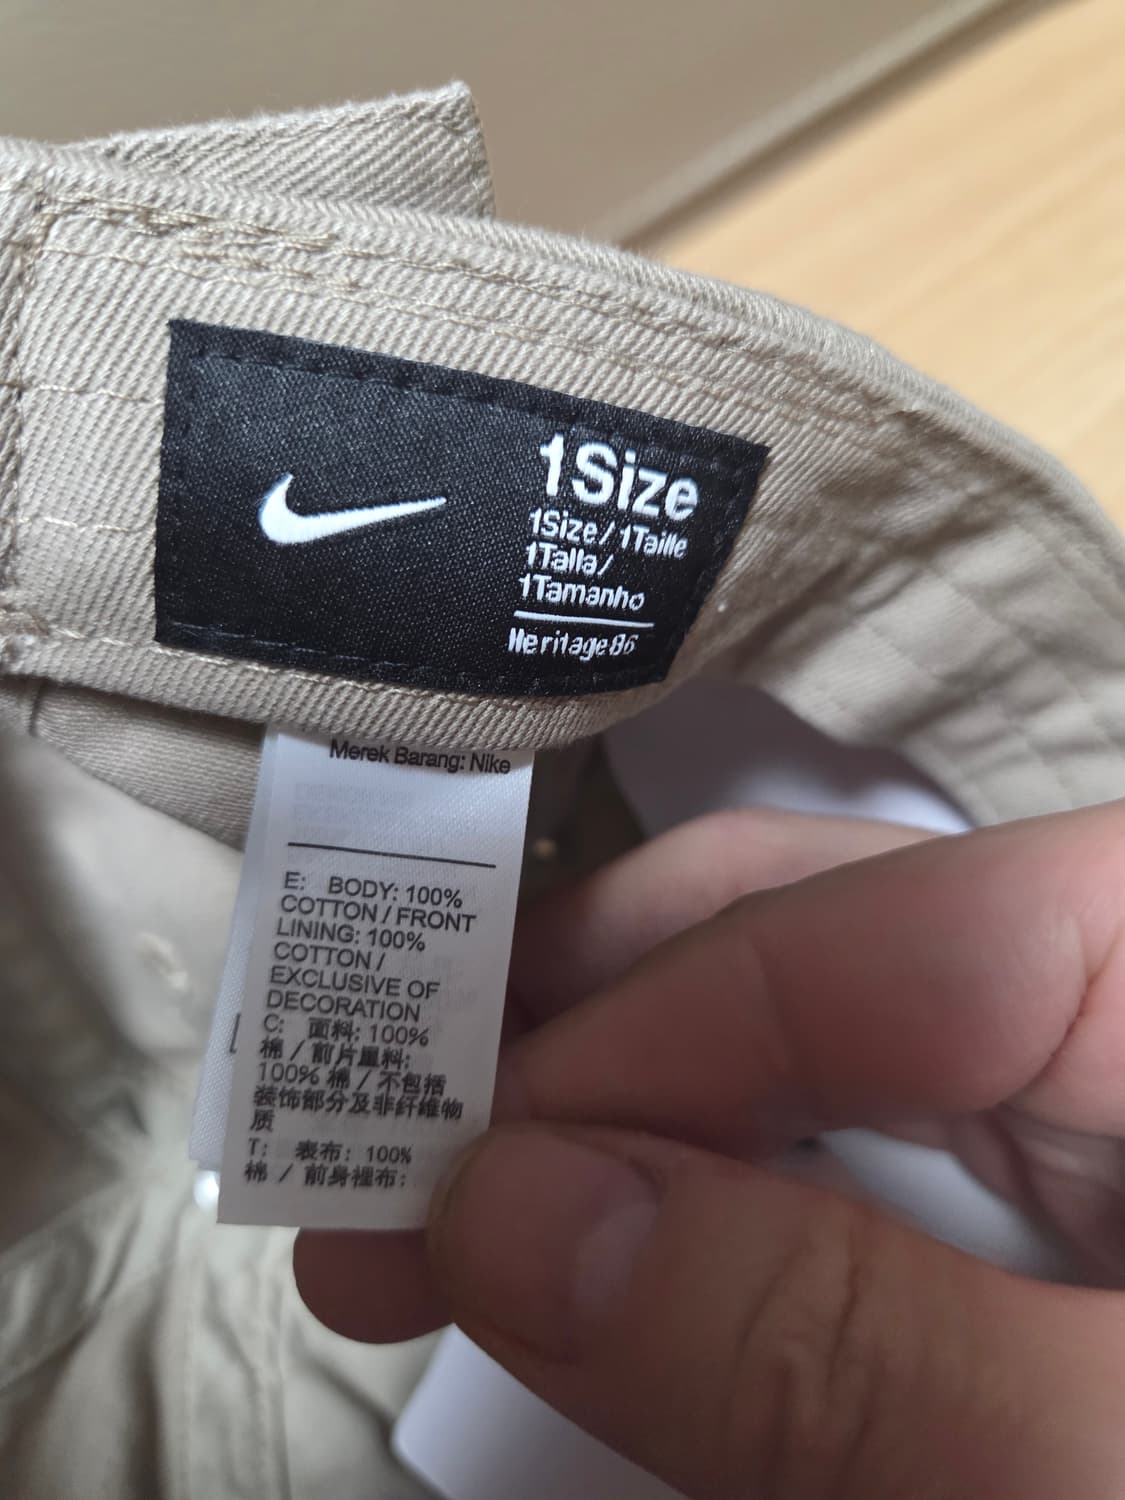 1Size
1Size/1Taille
1Talla/
1Tamanho
Heritage86
Merek Barang: Nike
E: BODY: 100%
COTTON / FRONT
LINING: 100%
COTTON /
EXCLUSIVE OF
DECORATION
C: 面料: 100%
棉 / 前片里料:
100% 棉 / 不包括
装饰部分及非纤维物
质
T: 表布: 100%
棉 / 前身裡布: